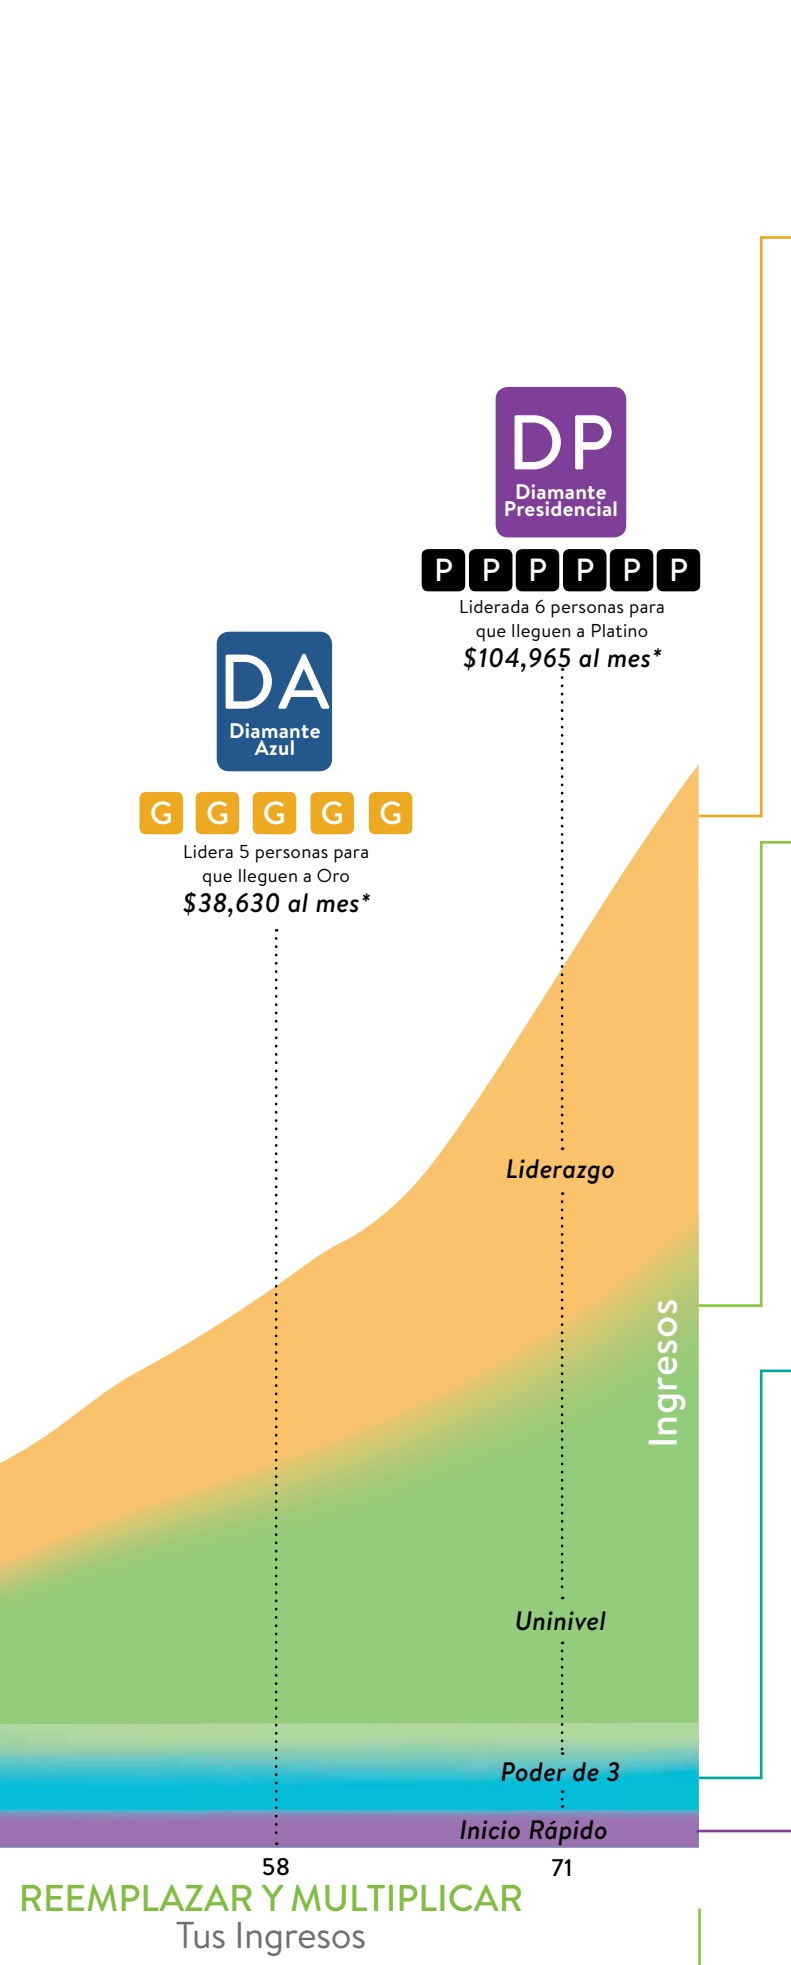 DP
Diamante
Presidencial
P P P P P P
Liderada 6 personas para
que lleguen a Platino
$104,965 al mes*
DA
Diamante
Azul
G G G G G
Lidera 5 personas para
que lleguen a Oro
$38,630 al mes*
Liderazgo
Ingresos
Uninivel
Poder de 3
Inicio Rápido
58
71
REEMPLAZAR Y MULTIPLICAR
Tus Ingresos